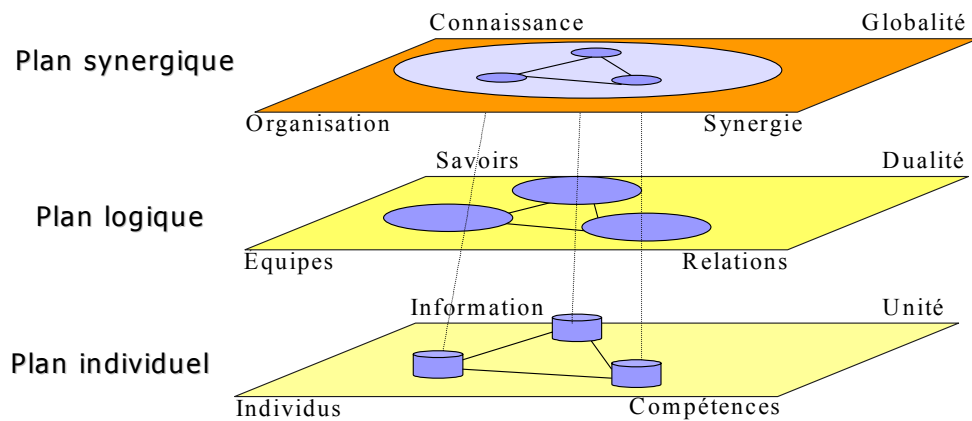 Connaissance Globalité
Plan synergique
Organisation Synergie
Savoirs Dualité
Plan logique
Equipes Relations
Information Unité
Plan individuel
Individus Compétences